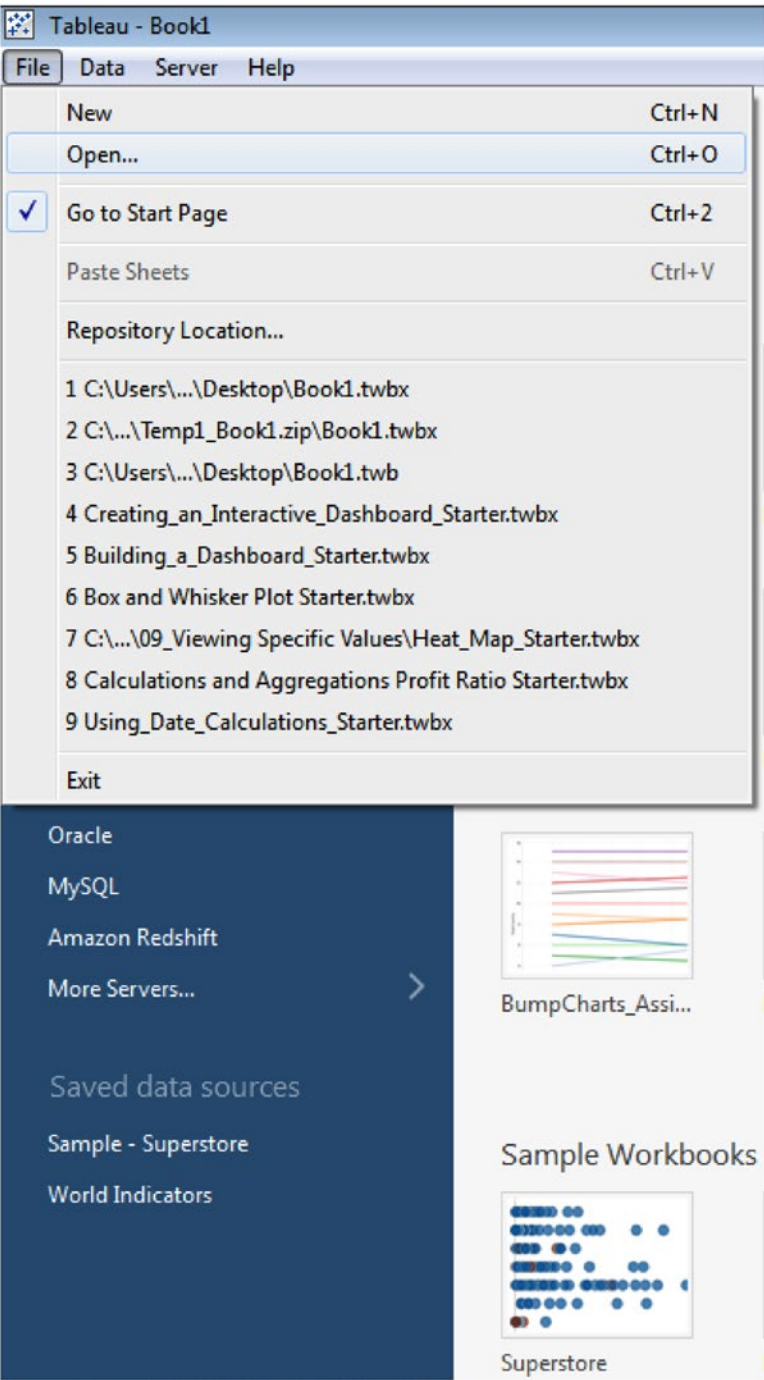 Tableau - Book1
File Data Server Help
New Ctrl+N
Open... Ctrl+O
Go to Start Page Ctrl+2
Paste Sheets Ctrl+V
Repository Location...
1 C:\Users\...\Desktop\Book1.twbx
2 C:\...\Temp1_Book1.zip\Book1.twbx
3 C:\Users\...\Desktop\Book1.twb
4 Creating_an_Interactive_Dashboard_Starter.twbx
5 Building_a_Dashboard_Starter.twbx
6 Box and Whisker Plot Starter.twbx
7 C:\...\09_Viewing Specific Values\Heat_Map_Starter.twbx
8 Calculations and Aggregations Profit Ratio Starter.twbx
9 Using_Date_Calculations_Starter.twbx
Exit
Oracle
MySQL
Amazon Redshift
More Servers...
Saved data sources
Sample - Superstore
World Indicators
BumpCharts_Assi...
Sample Workbooks
Superstore